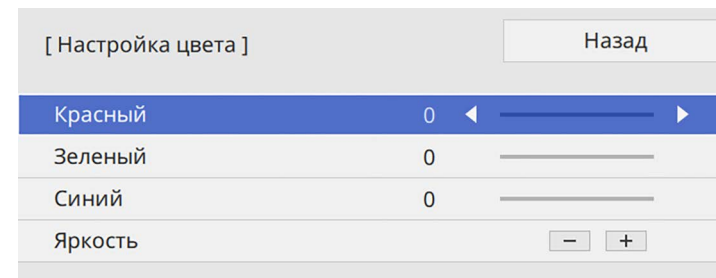 [ Настройка цвета ]
Назад
Красный 0
Зеленый 0
Синий 0
Яркость − +